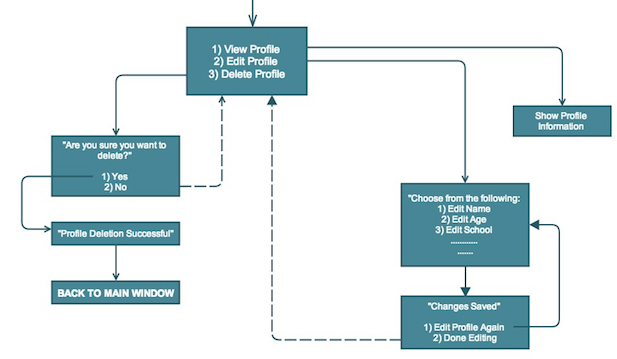 1) View Profile
2) Edit Profile
3) Delete Profile
Show Profile
Information
"Are you sure you want to
delete?"
1) Yes
2) No
"Profile Deletion Successful"
BACK TO MAIN WINDOW
"Choose from the following:
1) Edit Name
2) Edit Age
3) Edit School
............
.......
"Changes Saved"
1) Edit Profile Again
2) Done Editing